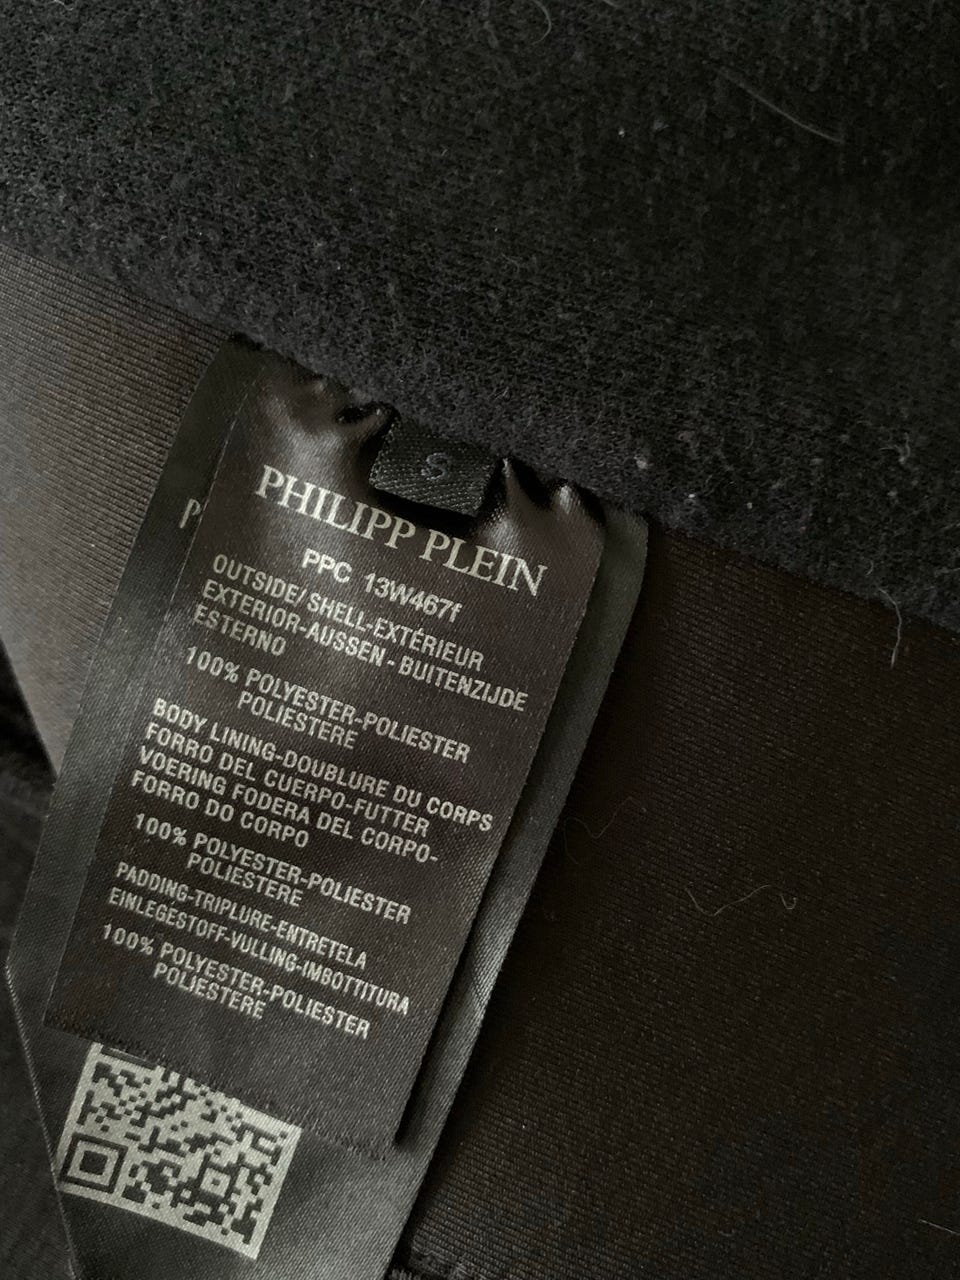 S
PHILIPP PLEIN
PPC 13W467f
OUTSIDE/SHELL-EXTÉRIEUR
EXTERIOR-AUSSEN-BUITENZIJDE
ESTERNO
100% POLYESTER-POLIESTER
POLIESTERE
BODY LINING-DOUBLURE DU CORPS
FORRO DEL CUERPO-FUTTER
VOERING FODERA DEL CORPO-
FORRO DO CORPO
100% POLYESTER-POLIESTER
POLIESTERE
PADDING-TRIPLURE-ENTRETELA
EINLEGESTOFF-VULLING-IMBOTTITURA
100% POLYESTER-POLIESTER
POLIESTERE
P